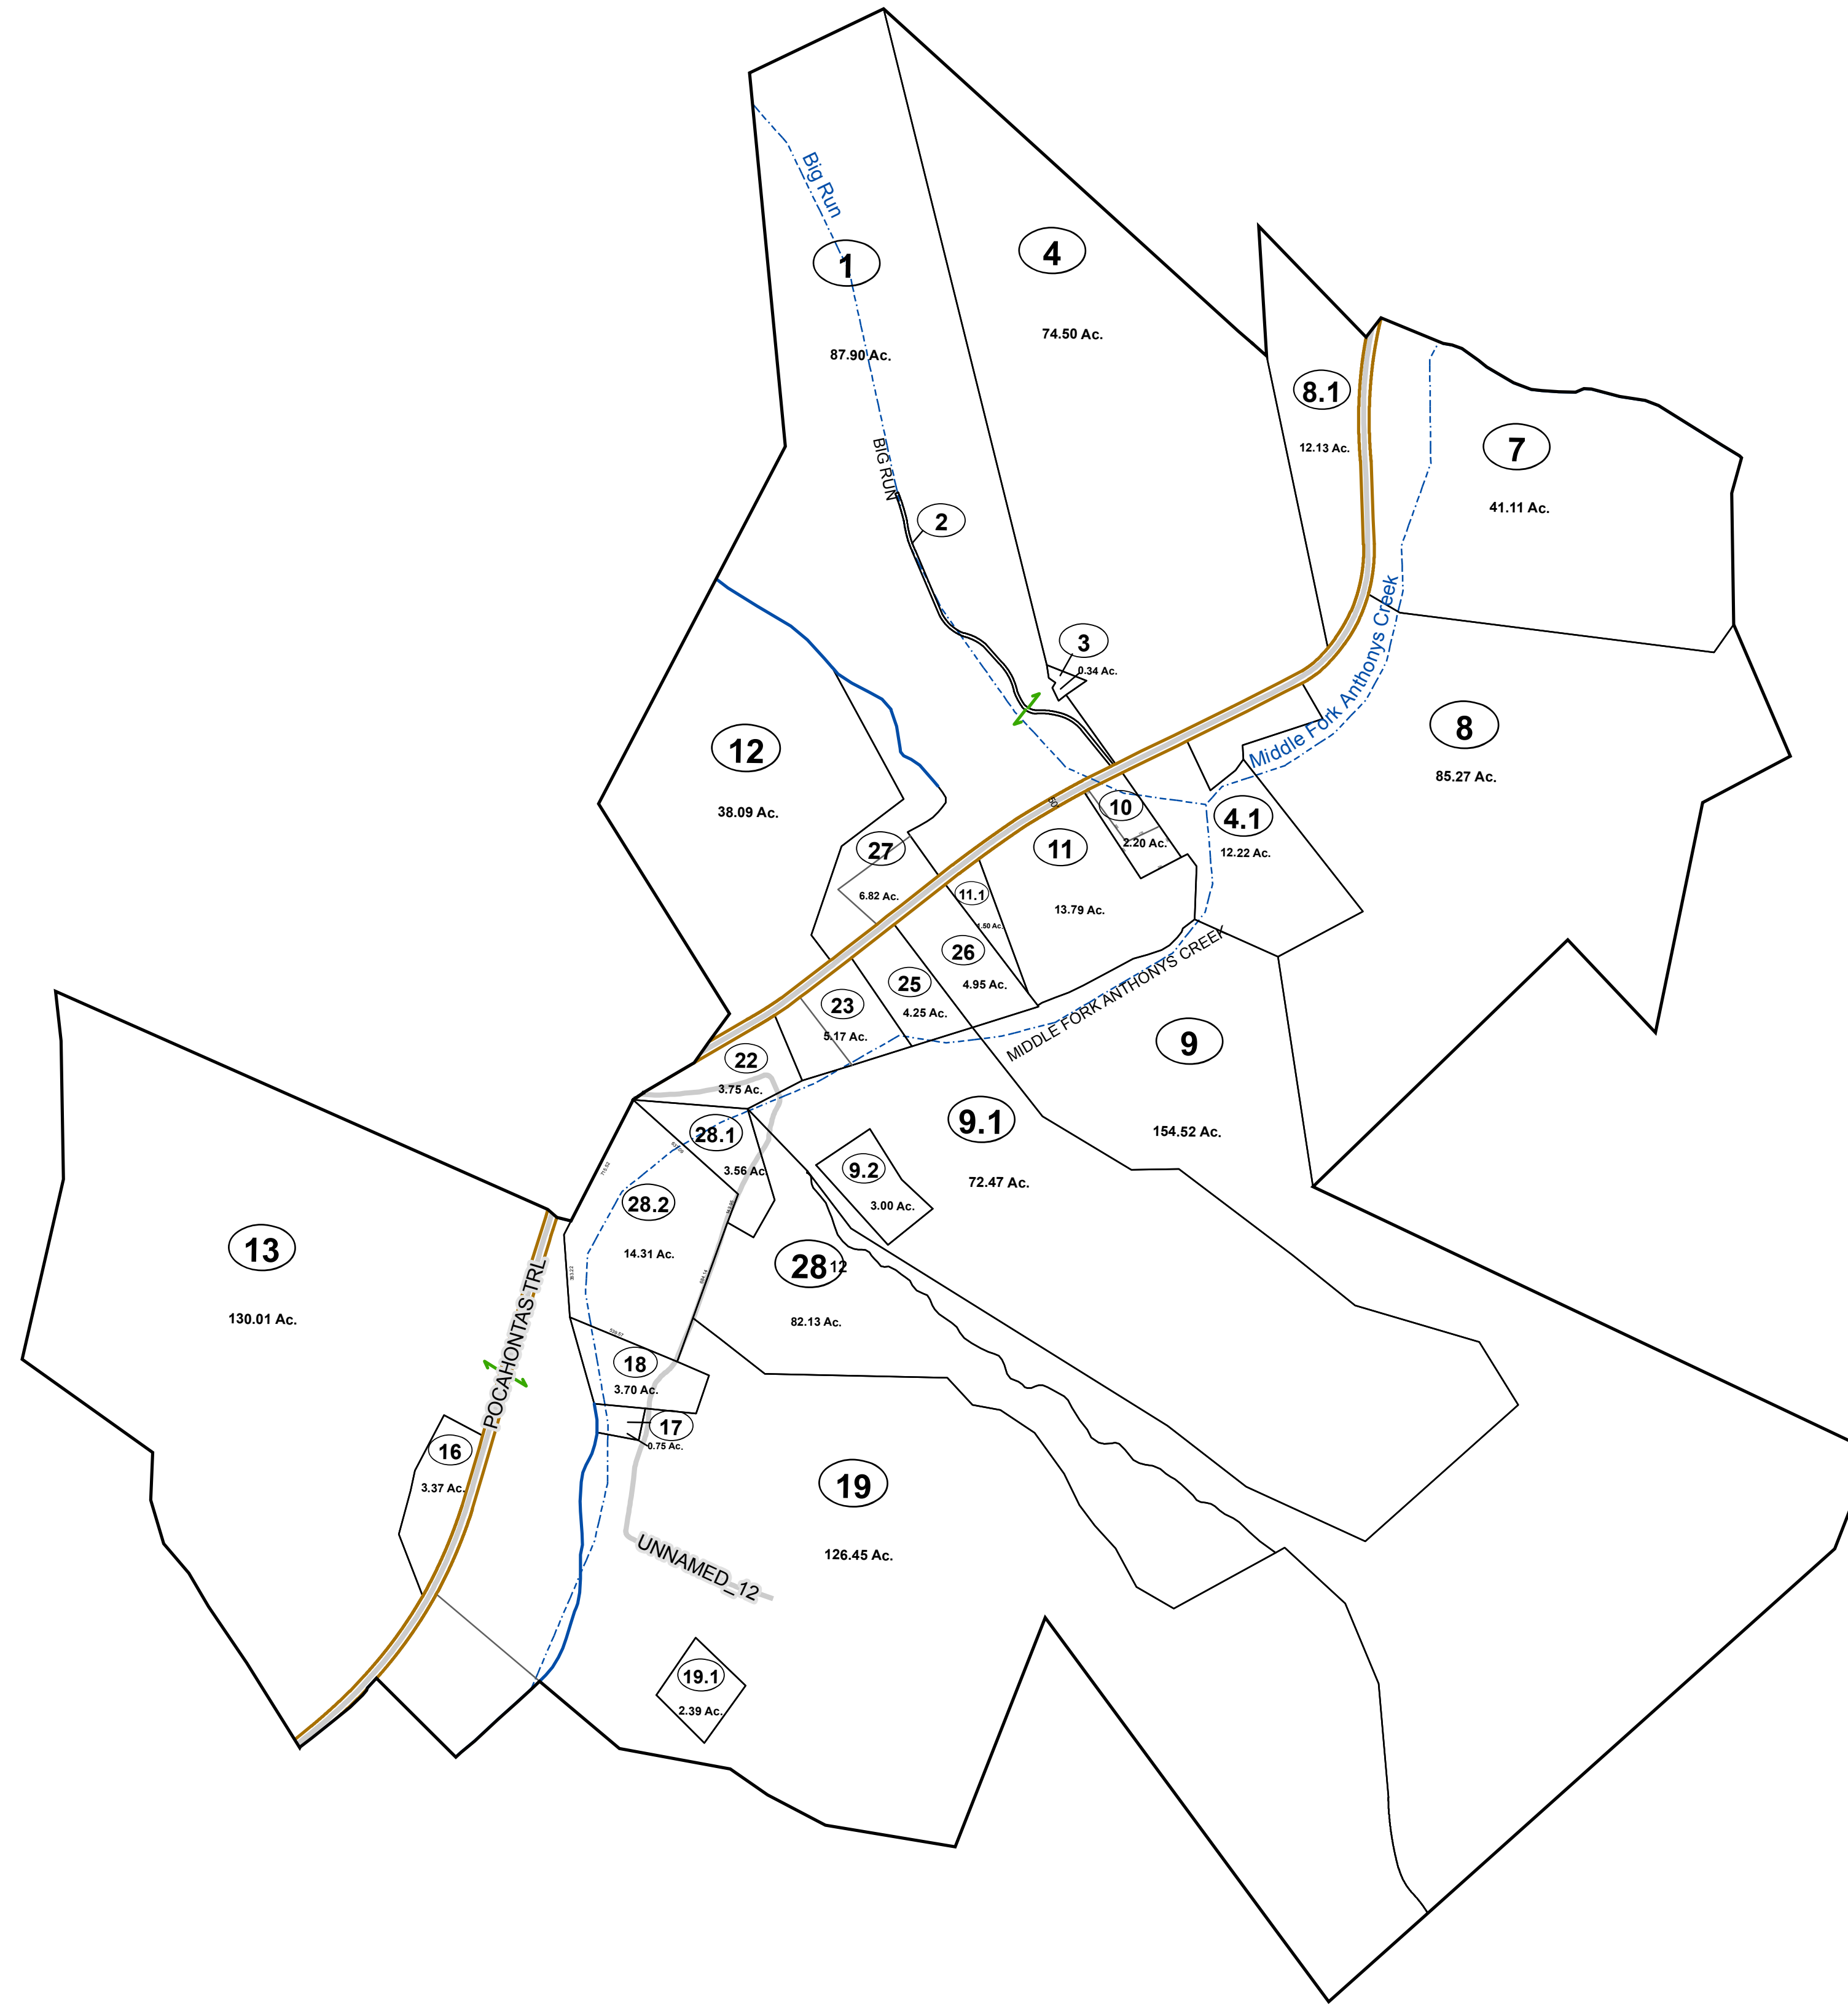 Big Run
1
87.90 Ac.
4
74.50 Ac.
8.1
12.13 Ac.
7
41.11 Ac.
BIG RUN
2
3
0.34 Ac.
Middle Fork Anthonys Creek
8
85.27 Ac.
12
38.09 Ac.
60
10
2.20 Ac.
4.1
12.22 Ac.
27
6.82 Ac.
11
13.79 Ac.
11.1
.50 Ac.
26
4.95 Ac.
25
4.25 Ac.
23
5.17 Ac.
MIDDLE FORK ANTHONYS CREEK
9
154.52 Ac.
22
3.75 Ac.
28.1
3.56 Ac.
9.1
72.47 Ac.
9.2
3.00 Ac.
28.2
14.31 Ac.
13
130.01 Ac.
28
12
82.13 Ac.
POCAHONTAS TRL
18
3.70 Ac.
17
0.75 Ac.
16
3.37 Ac.
19
126.45 Ac.
UNNAMED_12
19.1
2.39 Ac.